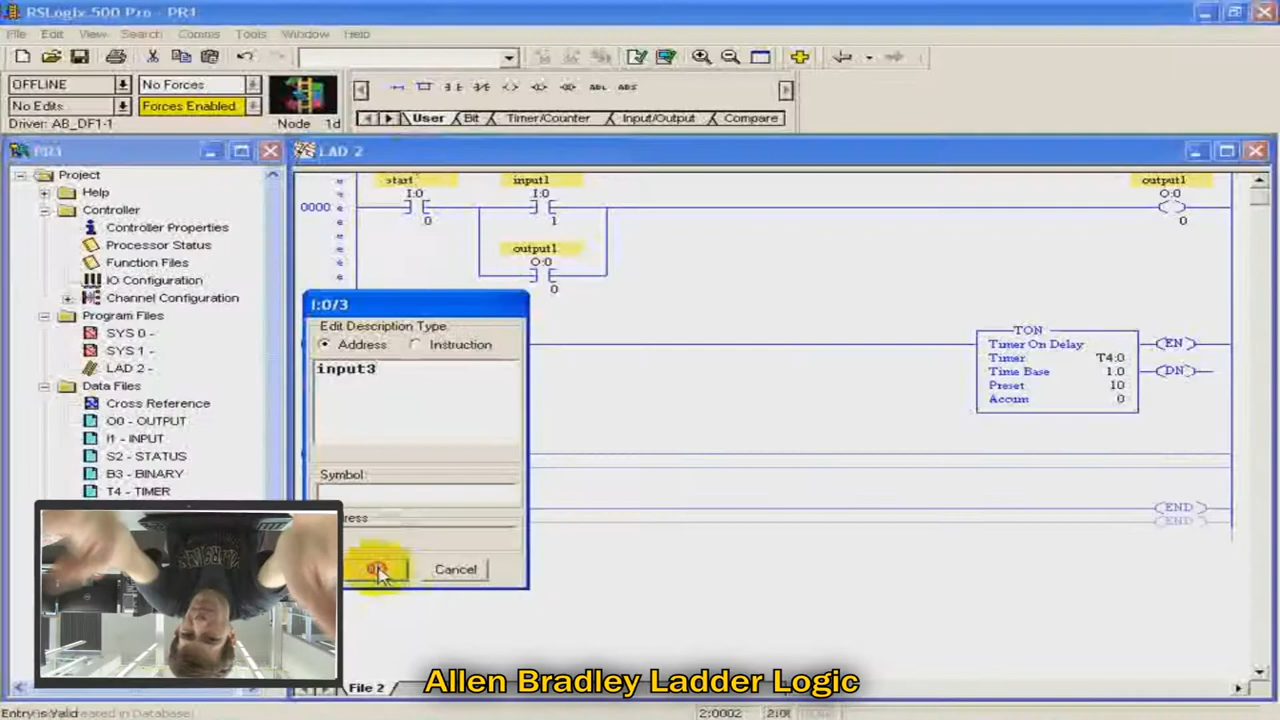 RSLogix 500 Pro - PR1
File Edit View Search Comms Tools Window Help
OFFLINE No Forces
No Edits Forces Enabled
Driver: AB_DF1-1 Node 1d
User Bit Timer/Counter Input/Output Compare
PR1
Project
Help
Controller
Controller Properties
Processor Status
Function Files
IO Configuration
Channel Configuration
Program Files
SYS 0 -
SYS 1 -
LAD 2 -
Data Files
Cross Reference
O0 - OUTPUT
I1 - INPUT
S2 - STATUS
B3 - BINARY
T4 - TIMER
LAD 2
start input1 output1
I:0 I:0 O:0
0000
0 1 0
output1
O:0
0
TON
Timer On Delay EN
Timer T4:0
Time Base 1.0 DN
Preset 10
Accum 0
END
END
I:0/3
Edit Description Type:
Address Instruction
input3
Symbol:
Cancel
File 2
Allen Bradley Ladder Logic
Entry is Valid
2:0002